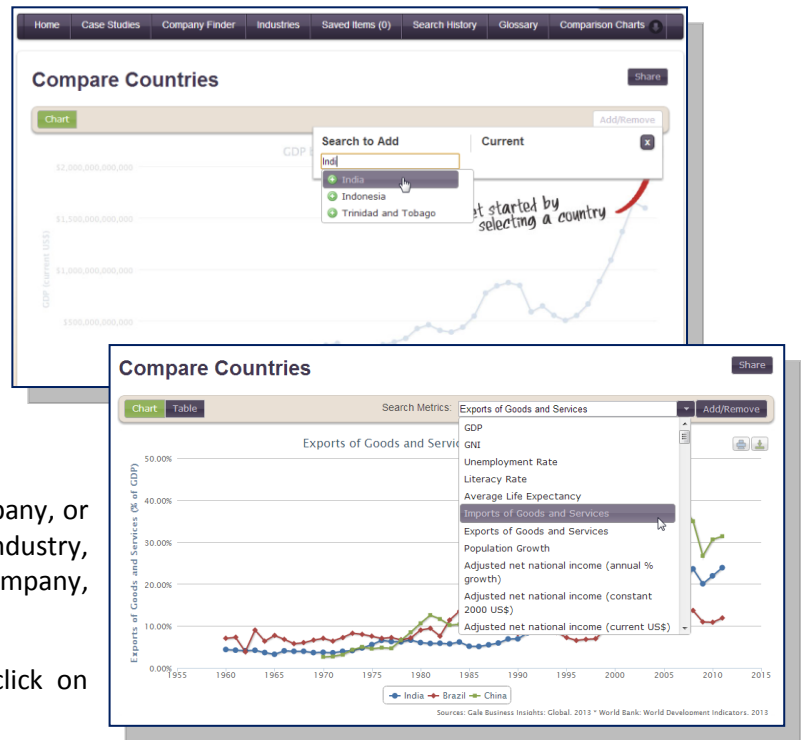 Home Case Studies Company Finder Industries Saved Items (0) Search History Glossary Comparison Charts
Compare Countries
Share
Chart
Add/Remove
GDP
Search to Add
Current
x
Indi
India
Indonesia
Trinidad and Tobago
et started by
selecting a country
$2,000,000,000,000
$1,500,000,000,000
$1,000,000,000,000
$500,000,000,000
GDP (current US$)
Compare Countries
Share
Chart Table
Search Metrics: Exports of Goods and Services
Add/Remove
GDP
GNI
Unemployment Rate
Literacy Rate
Average Life Expectancy
Imports of Goods and Services
Exports of Goods and Services
Population Growth
Adjusted net national income (annual %
growth)
Adjusted net national income (constant
2000 US$)
Adjusted net national income (current US$)
Exports of Goods and Servic
Exports of Goods and Services (% of GDP)
50.00%
40.00%
30.00%
20.00%
10.00%
0.00%
1955 1960 1965 1970 1975 1980 1985 1990 1995 2000 2005 2010 2015
India Brazil China
Sources: Gale Business Insights: Global. 2013 * World Bank: World Development Indicators. 2013
pany, or
ndustry,
mpany,
click on